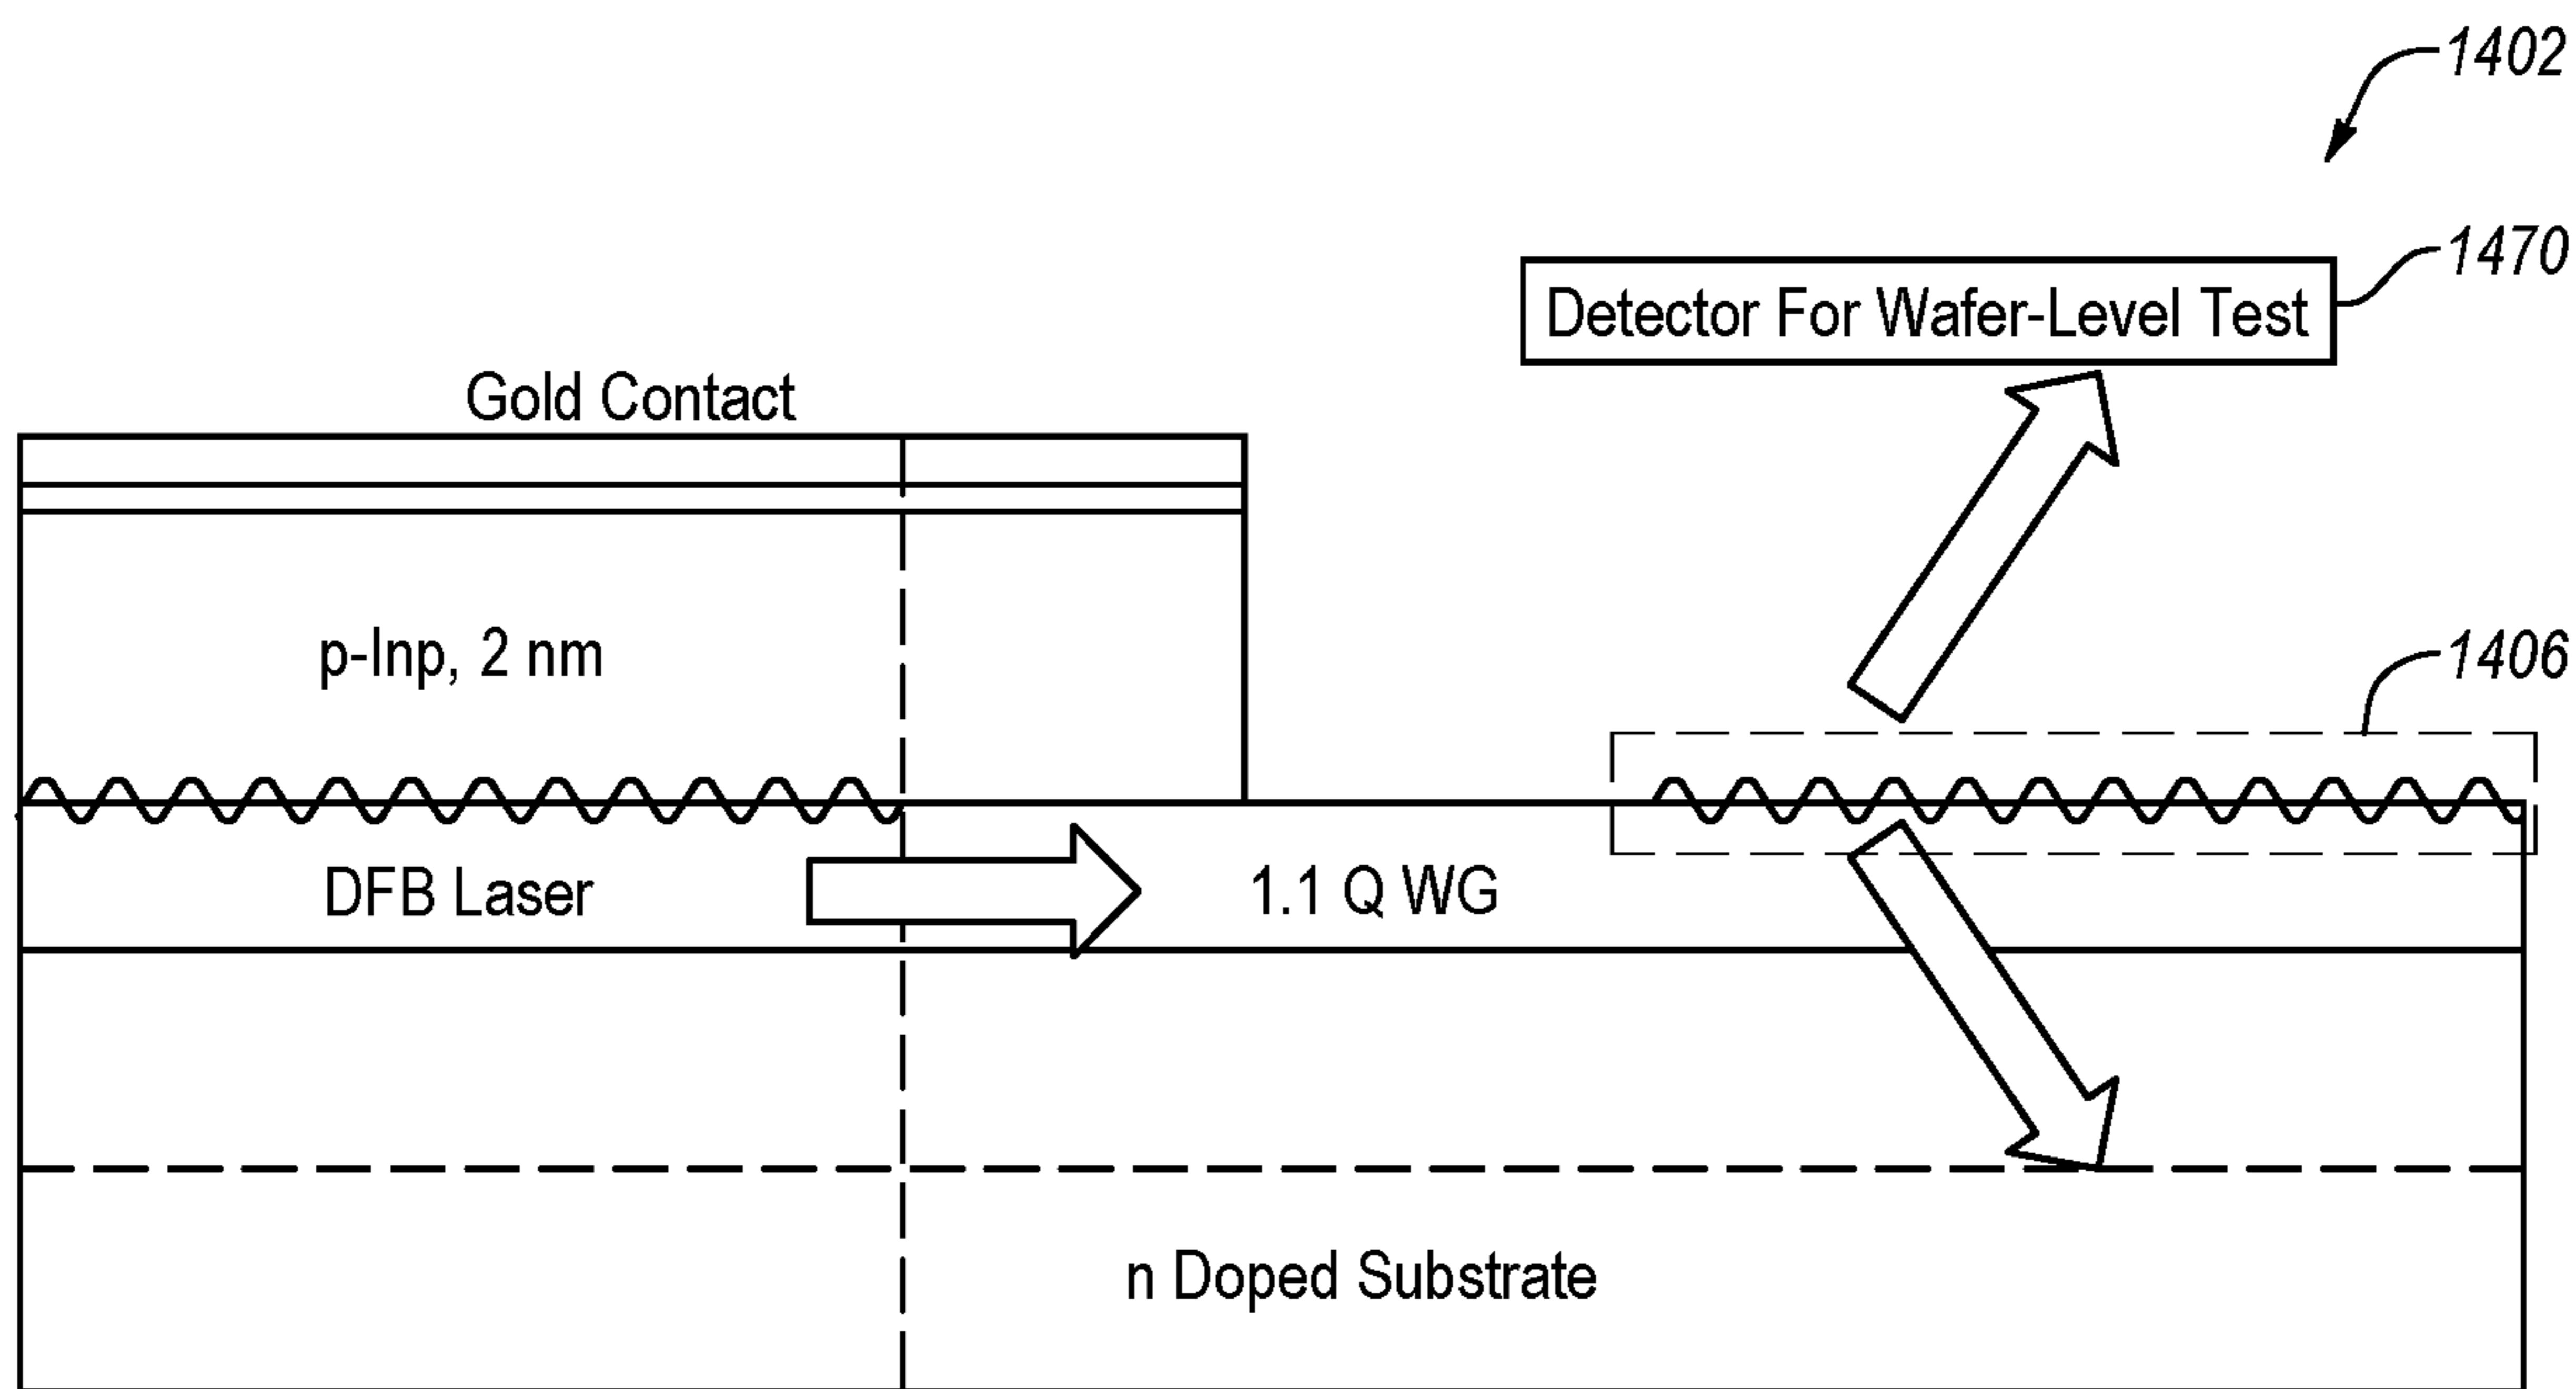 1402
1470
Detector For Wafer-Level Test
Gold Contact
p-Inp, 2 nm
1406
DFB Laser
1.1 Q WG
n Doped Substrate